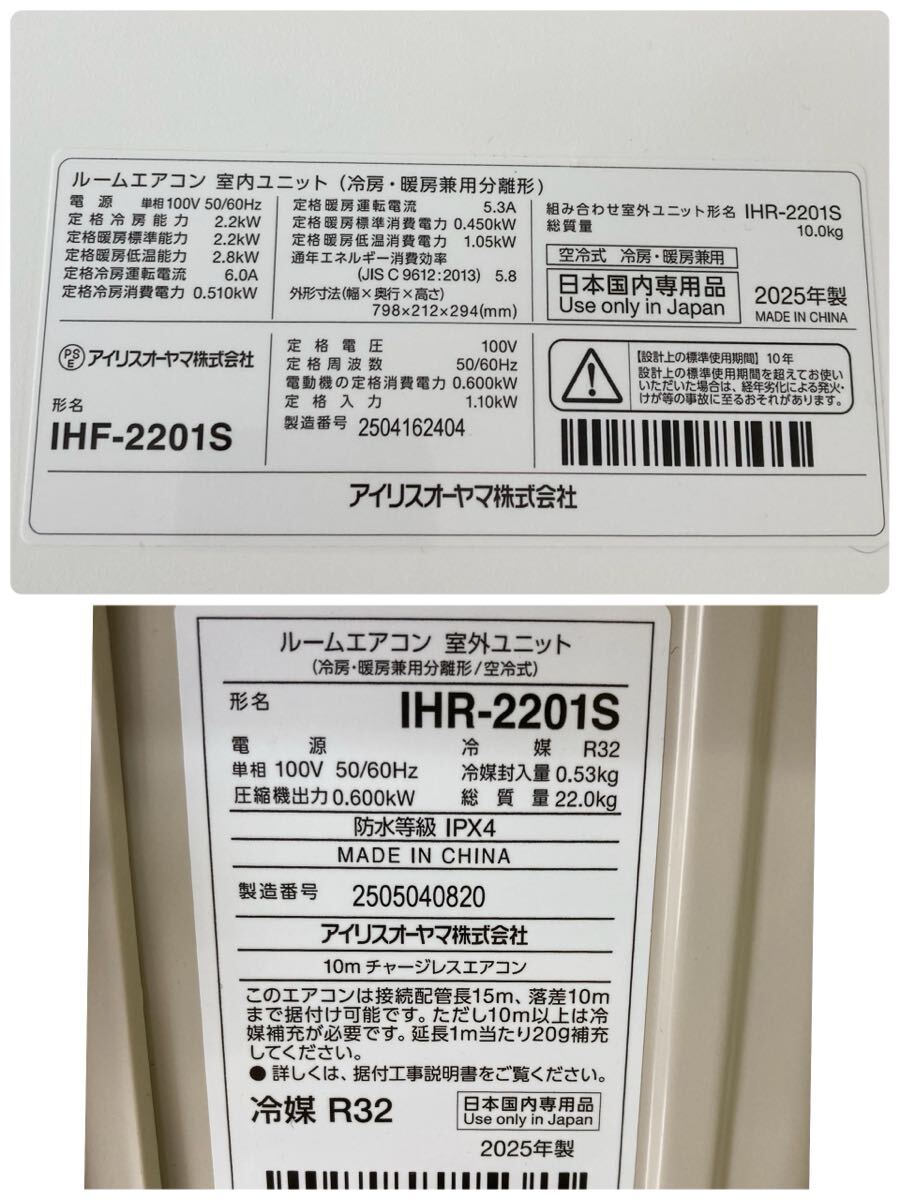 ルームエアコン 室内ユニット（冷房・暖房兼用分離形）
電源 単相100V 50/60Hz
定格冷房能力 2.2kW
定格暖房標準能力 2.2kW
定格暖房低温能力 2.8kW
定格冷房運転電流 6.0A
定格冷房消費電力 0.510kW
定格暖房運転電流 5.3A
定格暖房標準消費電力 0.450kW
定格暖房低温消費電力 1.05kW
通年エネルギー消費効率
(JIS C 9612:2013) 5.8
外形寸法(幅×奥行×高さ)
798×212×294(mm)
組み合わせ室外ユニット形名 IHR-2201S
総質量 10.0kg
空冷式 冷房・暖房兼用
日本国内専用品
Use only in Japan
2025年製
MADE IN CHINA
PSE アイリスオーヤマ株式会社
形名
IHF-2201S
定格電圧 100V
定格周波数 50/60Hz
電動機の定格消費電力 0.600kW
定格入力 1.10kW
製造番号 2504162404
【設計上の標準使用期間】10年
設計上の標準使用期間を超えてお使い
いただいた場合は、経年劣化による発火・
けが等の事故に至るおそれがあります。
アイリスオーヤマ株式会社
ルームエアコン 室外ユニット
（冷房・暖房兼用分離形/空冷式）
形名 IHR-2201S
電源 冷媒 R32
単相 100V 50/60Hz 冷媒封入量 0.53kg
圧縮機出力 0.600kW 総質量 22.0kg
防水等級 IPX4
MADE IN CHINA
製造番号 2505040820
アイリスオーヤマ株式会社
10mチャージレスエアコン
このエアコンは接続配管長15m、落差10m
まで据付け可能です。ただし10m以上は冷
媒補充が必要です。延長1m当たり20g補充
してください。
●詳しくは、据付工事説明書をご覧ください。
冷媒 R32
日本国内専用品
Use only in Japan
2025年製